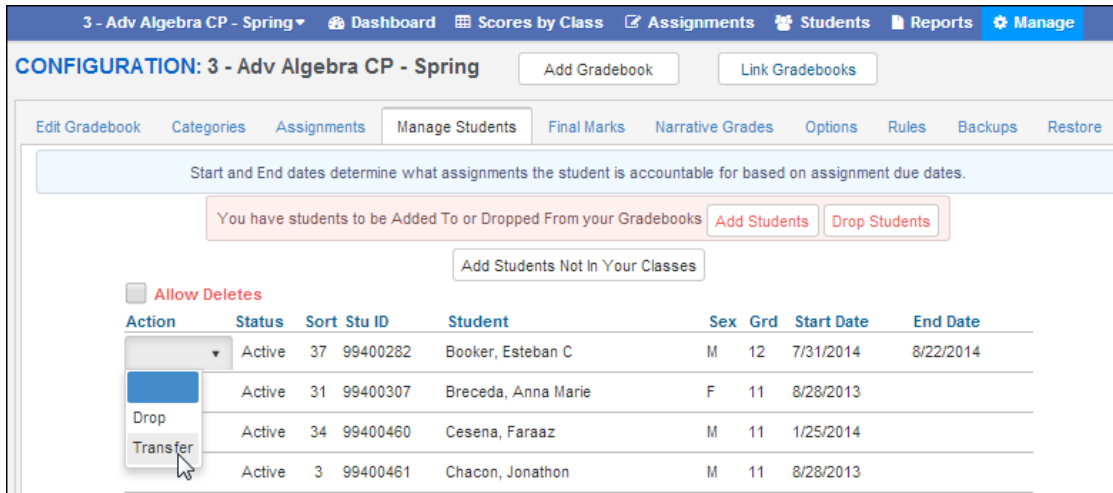 3 - Adv Algebra CP - Spring Dashboard Scores by Class Assignments Students Reports Manage
CONFIGURATION: 3 - Adv Algebra CP - Spring Add Gradebook Link Gradebooks
Edit Gradebook Categories Assignments Manage Students Final Marks Narrative Grades Options Rules Backups Restore
Start and End dates determine what assignments the student is accountable for based on assignment due dates.
You have students to be Added To or Dropped From your Gradebooks Add Students Drop Students
Add Students Not In Your Classes
Allow Deletes
Action Status Sort Stu ID Student Sex Grd Start Date End Date
Active 37 99400282 Booker, Esteban C M 12 7/31/2014 8/22/2014
Active 31 99400307 Breceda, Anna Marie F 11 8/28/2013
Drop
Active 34 99400460 Cesena, Faraaz M 11 1/25/2014
Transfer
Active 3 99400461 Chacon, Jonathon M 11 8/28/2013